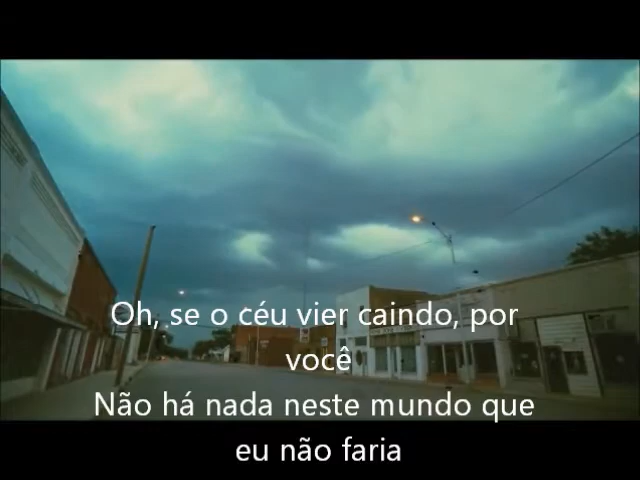 Oh, se o céu vier caindo, por
você
Não há nada neste mundo que
eu não faria